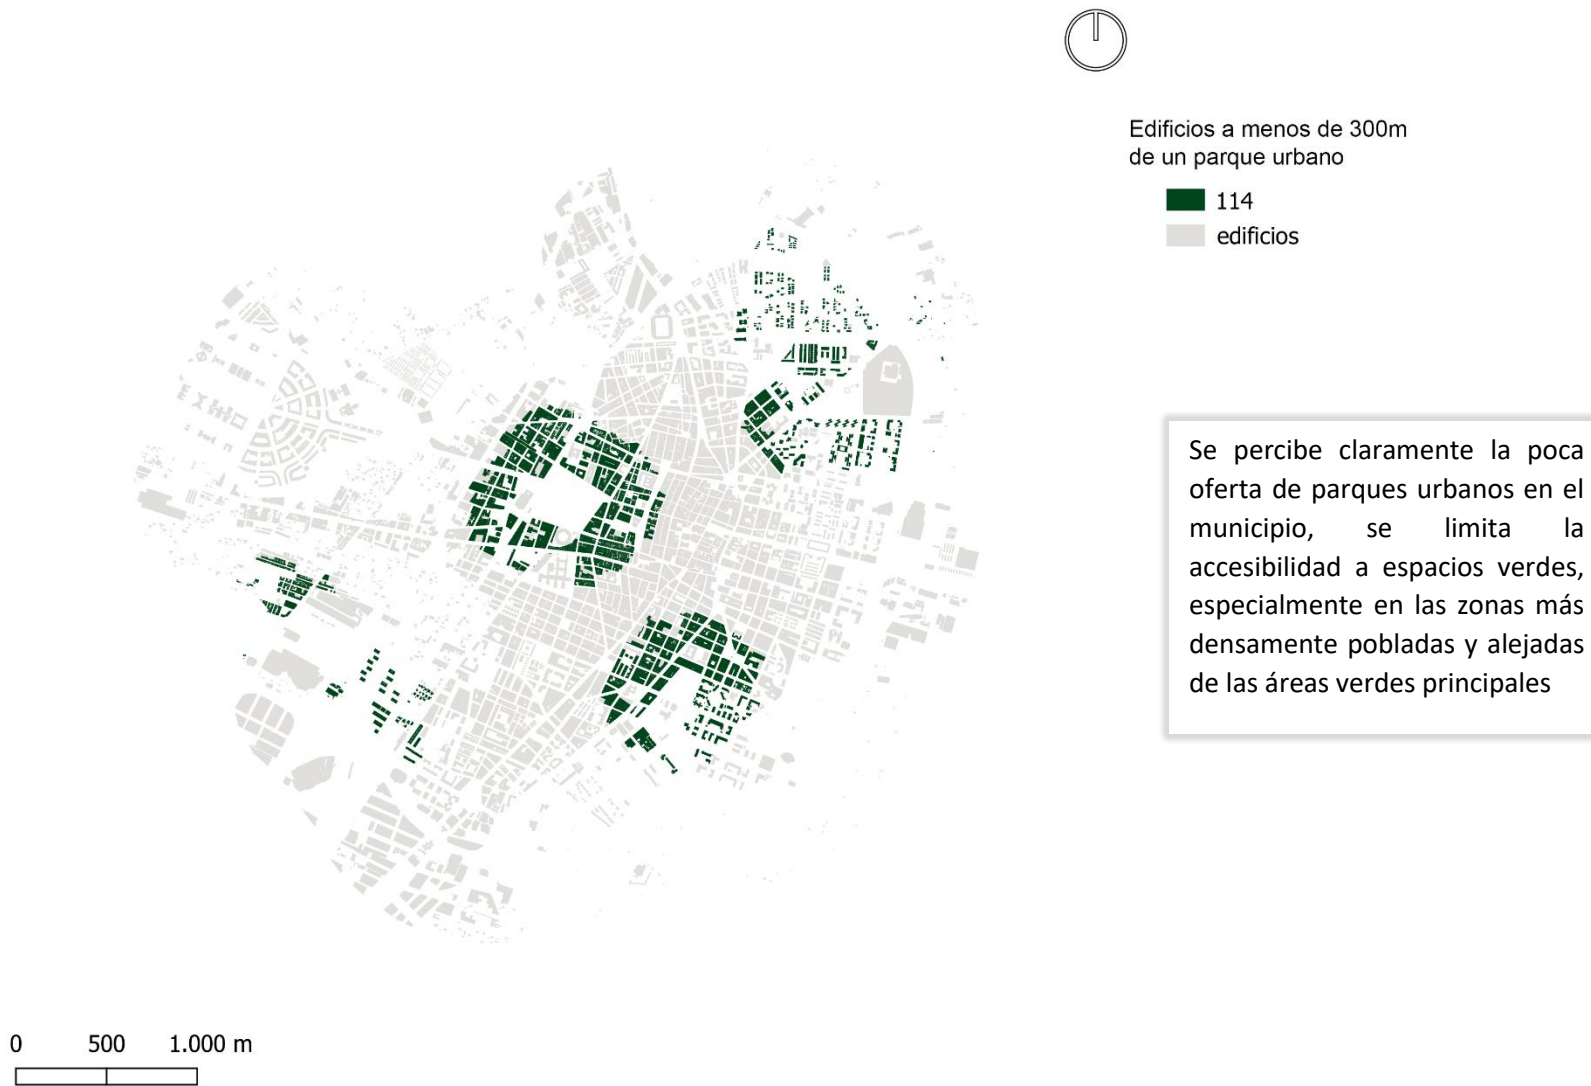 Edificios a menos de 300m
de un parque urbano
114
edificios
Se percibe claramente la poca
oferta de parques urbanos en el
municipio, se limita la
accesibilidad a espacios verdes,
especialmente en las zonas más
densamente pobladas y alejadas
de las áreas verdes principales
0 500 1.000 m